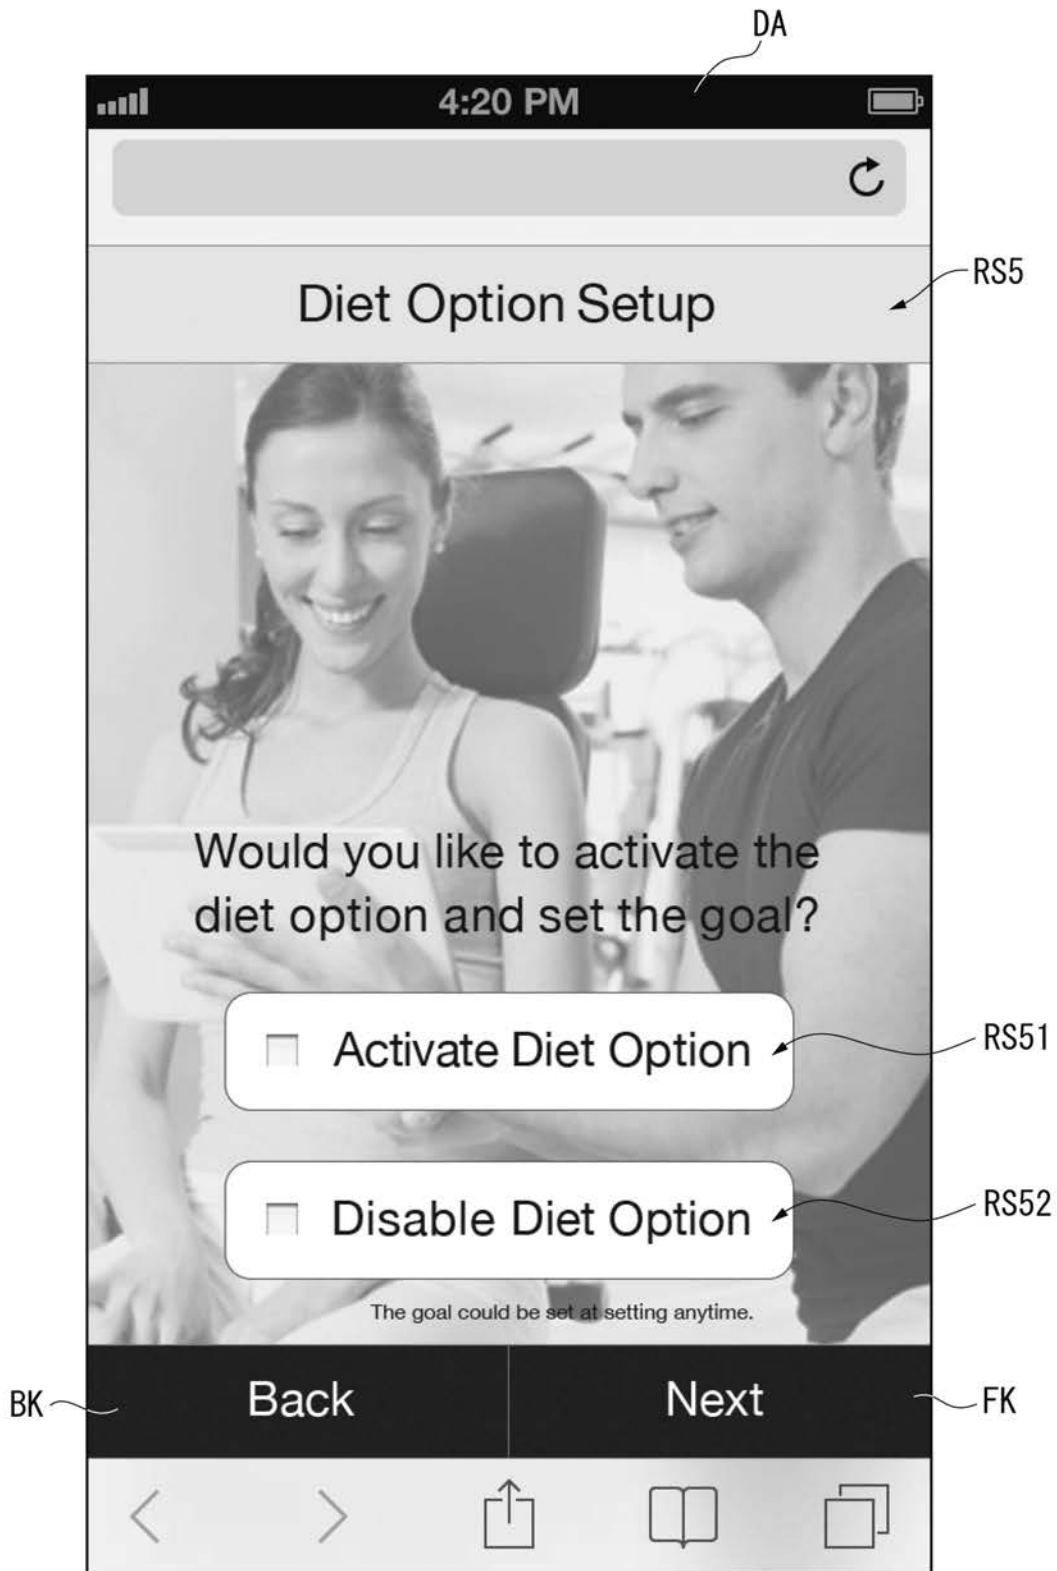 DA
4:20 PM
Diet Option Setup
RS5
Would you like to activate the
diet option and set the goal?
Activate Diet Option
RS51
Disable Diet Option
RS52
The goal could be set at setting anytime.
BK
Back
Next
FK